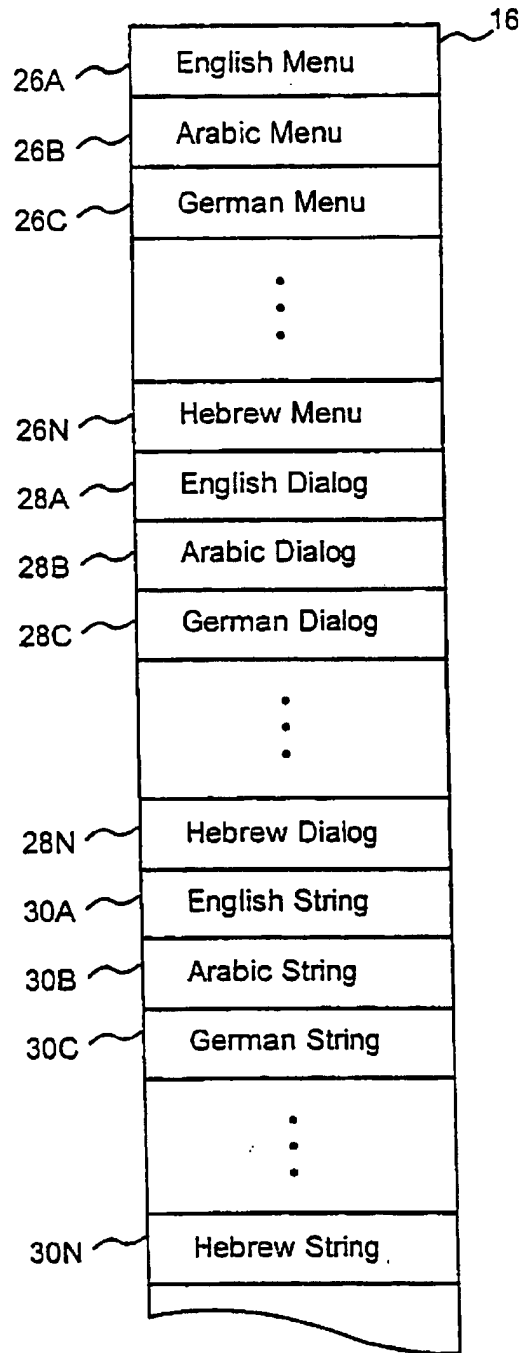 16
26A English Menu
26B Arabic Menu
26C German Menu
26N Hebrew Menu
28A English Dialog
28B Arabic Dialog
28C German Dialog
28N Hebrew Dialog
30A English String
30B Arabic String
30C German String
30N Hebrew String